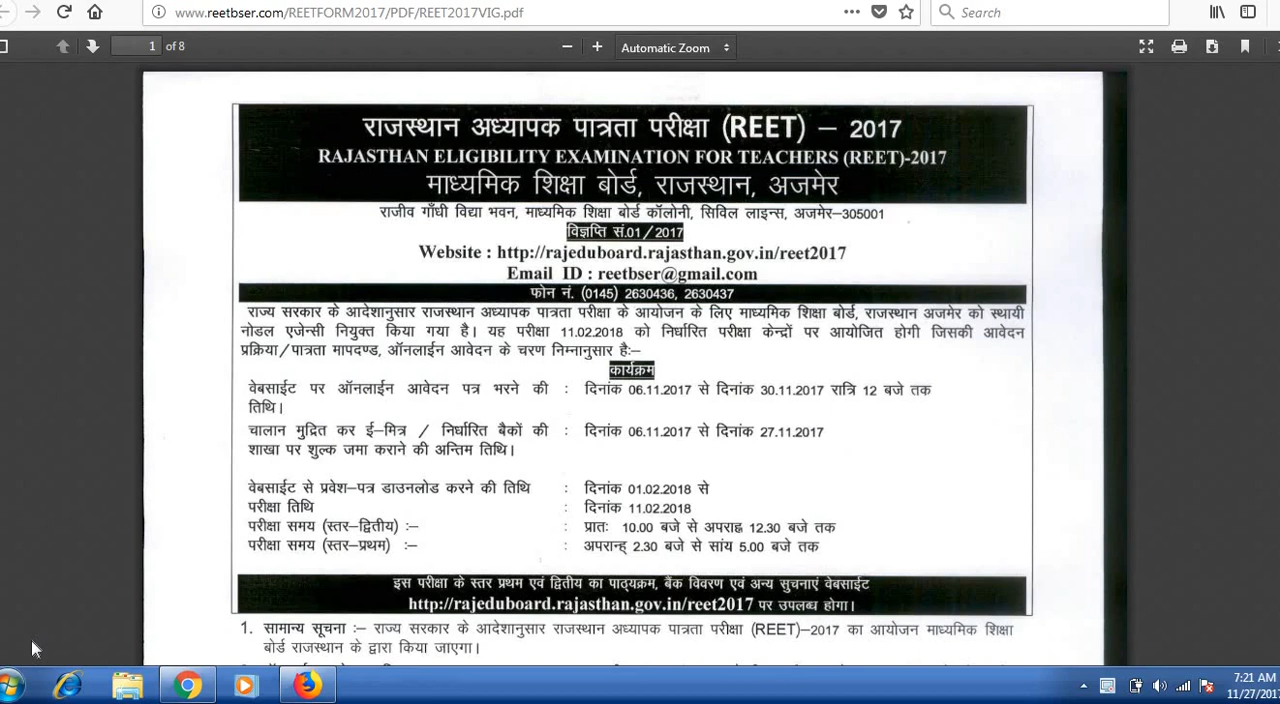 www.reetbser.com/REETFORM2017/PDF/REET2017VIG.pdf
Search
1 of 8
Automatic Zoom
राजस्थान अध्यापक पात्रता परीक्षा (REET) – 2017
RAJASTHAN ELIGIBILITY EXAMINATION FOR TEACHERS (REET)-2017
माध्यमिक शिक्षा बोर्ड, राजस्थान, अजमेर
राजीव गाँधी विद्या भवन, माध्यमिक शिक्षा बोर्ड कॉलोनी, सिविल लाइन्स, अजमेर–305001
विज्ञप्ति सं.01/2017
Website : http://rajeduboard.rajasthan.gov.in/reet2017
Email ID : reetbser@gmail.com
फोन नं. (0145) 2630436, 2630437
राज्य सरकार के आदेशानुसार राजस्थान अध्यापक पात्रता परीक्षा के आयोजन के लिए माध्यमिक शिक्षा बोर्ड, राजस्थान अजमेर को स्थायी
नोडल एजेन्सी नियुक्त किया गया है। यह परीक्षा 11.02.2018 को निर्धारित परीक्षा केन्द्रों पर आयोजित होगी जिसकी आवेदन
प्रक्रिया/पात्रता मापदण्ड, ऑनलाईन आवेदन के चरण निम्नानुसार है:–
कार्यक्रम
वेबसाईट पर ऑनलाईन आवेदन पत्र भरने की : दिनांक 06.11.2017 से दिनांक 30.11.2017 रात्रि 12 बजे तक
तिथि।
चालान मुद्रित कर ई–मित्र / निर्धारित बैकों की : दिनांक 06.11.2017 से दिनांक 27.11.2017
शाखा पर शुल्क जमा कराने की अन्तिम तिथि।
वेबसाईट से प्रवेश–पत्र डाउनलोड करने की तिथि : दिनांक 01.02.2018 से
परीक्षा तिथि : दिनांक 11.02.2018
परीक्षा समय (स्तर–द्वितीय) :– : प्रातः 10.00 बजे से अपराह्न 12.30 बजे तक
परीक्षा समय (स्तर–प्रथम) :– : अपरान्ह् 2.30 बजे से सांय 5.00 बजे तक
इस परीक्षा के स्तर प्रथम एवं द्वितीय का पाठ्यक्रम, बैंक विवरण एवं अन्य सूचनाएं वेबसाईट
http://rajeduboard.rajasthan.gov.in/reet2017 पर उपलब्ध होगा।
1. सामान्य सूचना :– राज्य सरकार के आदेशानुसार राजस्थान अध्यापक पात्रता परीक्षा (REET)–2017 का आयोजन माध्यमिक शिक्षा
बोर्ड राजस्थान के द्वारा किया जाएगा।
7:21 AM
11/27/2017